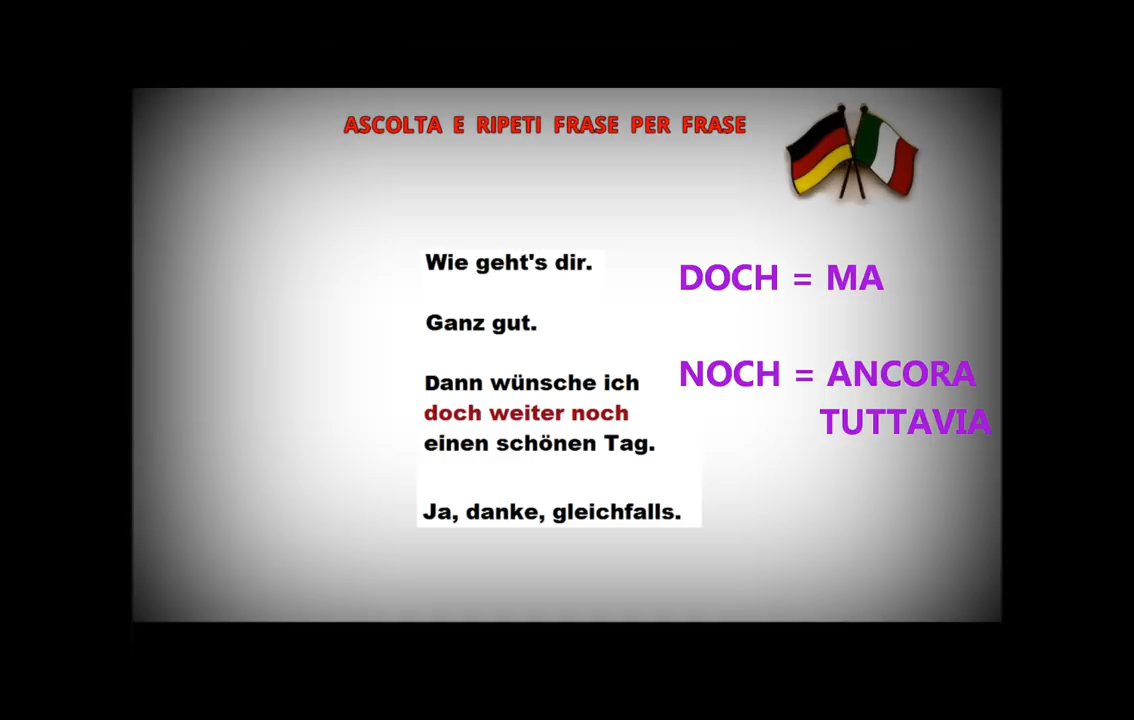 ASCOLTA E RIPETI FRASE PER FRASE
Wie geht's dir.
Ganz gut.
Dann wünsche ich
doch weiter noch
einen schönen Tag.
Ja, danke, gleichfalls.
DOCH = MA
NOCH = ANCORA
TUTTAVIA